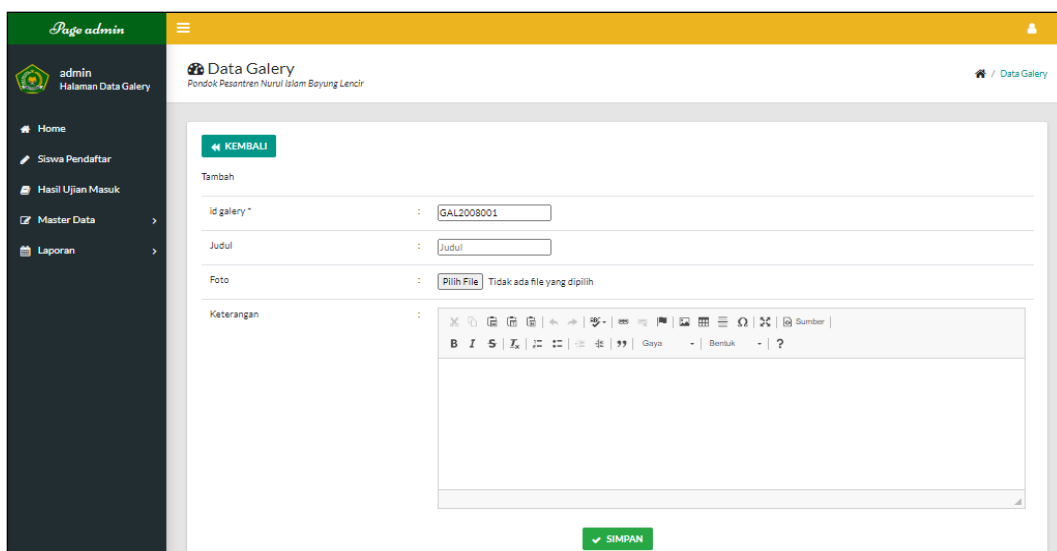 Page admin
admin
Halaman Data Galery
Home
Siswa Pendaftar
Hasil Ujian Masuk
Master Data
Laporan
Data Galery
Pondok Pesantren Nurul Islam Bayung Lencir
/ Data Galery
KEMBALI
Tambah
id galery * : GAL2008001
Judul : Judul
Foto : Pilih File Tidak ada file yang dipilih
Keterangan :
Sumber
B I S Ix Gaya Bentuk ?
SIMPAN